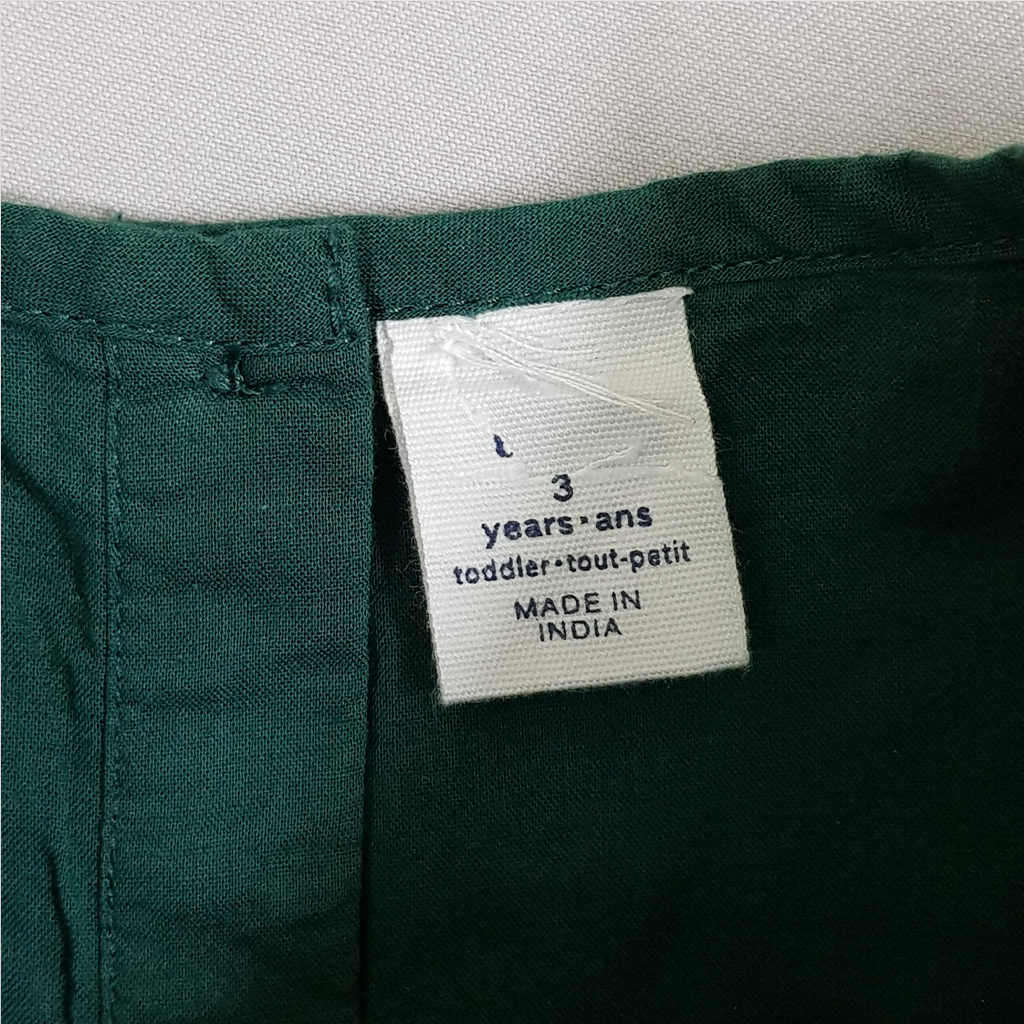 3
years·ans
toddler·tout-petit
MADE IN
INDIA